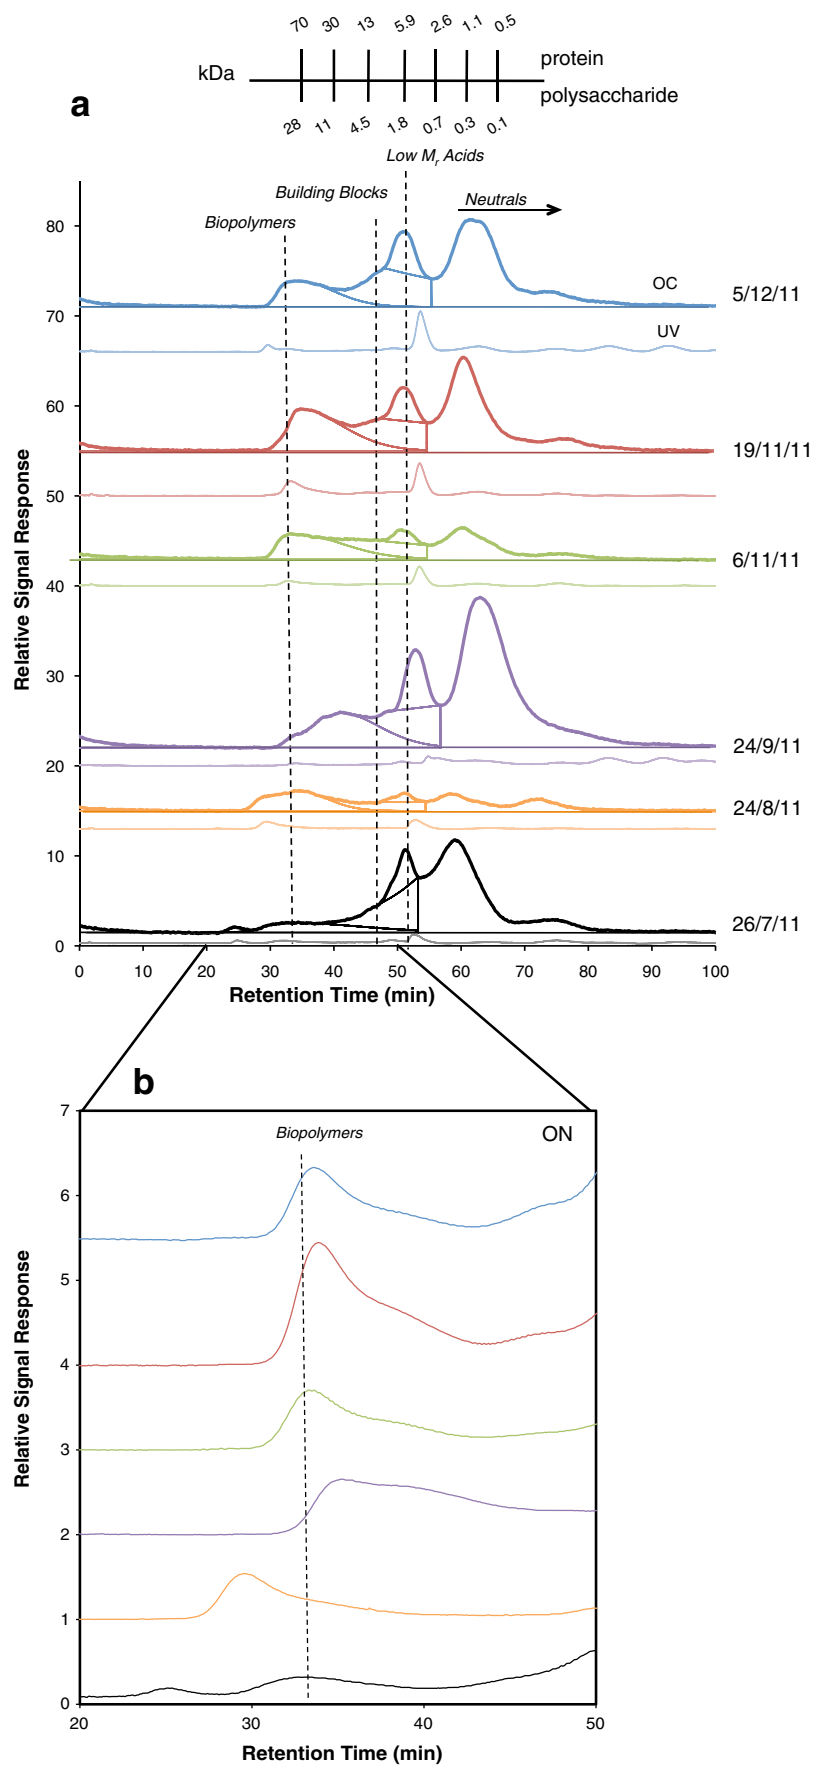 70 30 13 5.9 2.6 1.1 0.5
protein
kDa
polysaccharide
a
28 11 4.5 1.8 0.7 0.3 0.1
Low Mr Acids
Building Blocks
Neutrals
Biopolymers
80
OC
5/12/11
70
UV
60
19/11/11
50
6/11/11
40
30
24/9/11
20
24/8/11
10
26/7/11
0
Relative Signal Response
0 10 20 30 40 50 60 70 80 90 100
Retention Time (min)
b
7
Biopolymers
ON
6
5
4
3
2
1
0
Relative Signal Response
20 30 40 50
Retention Time (min)